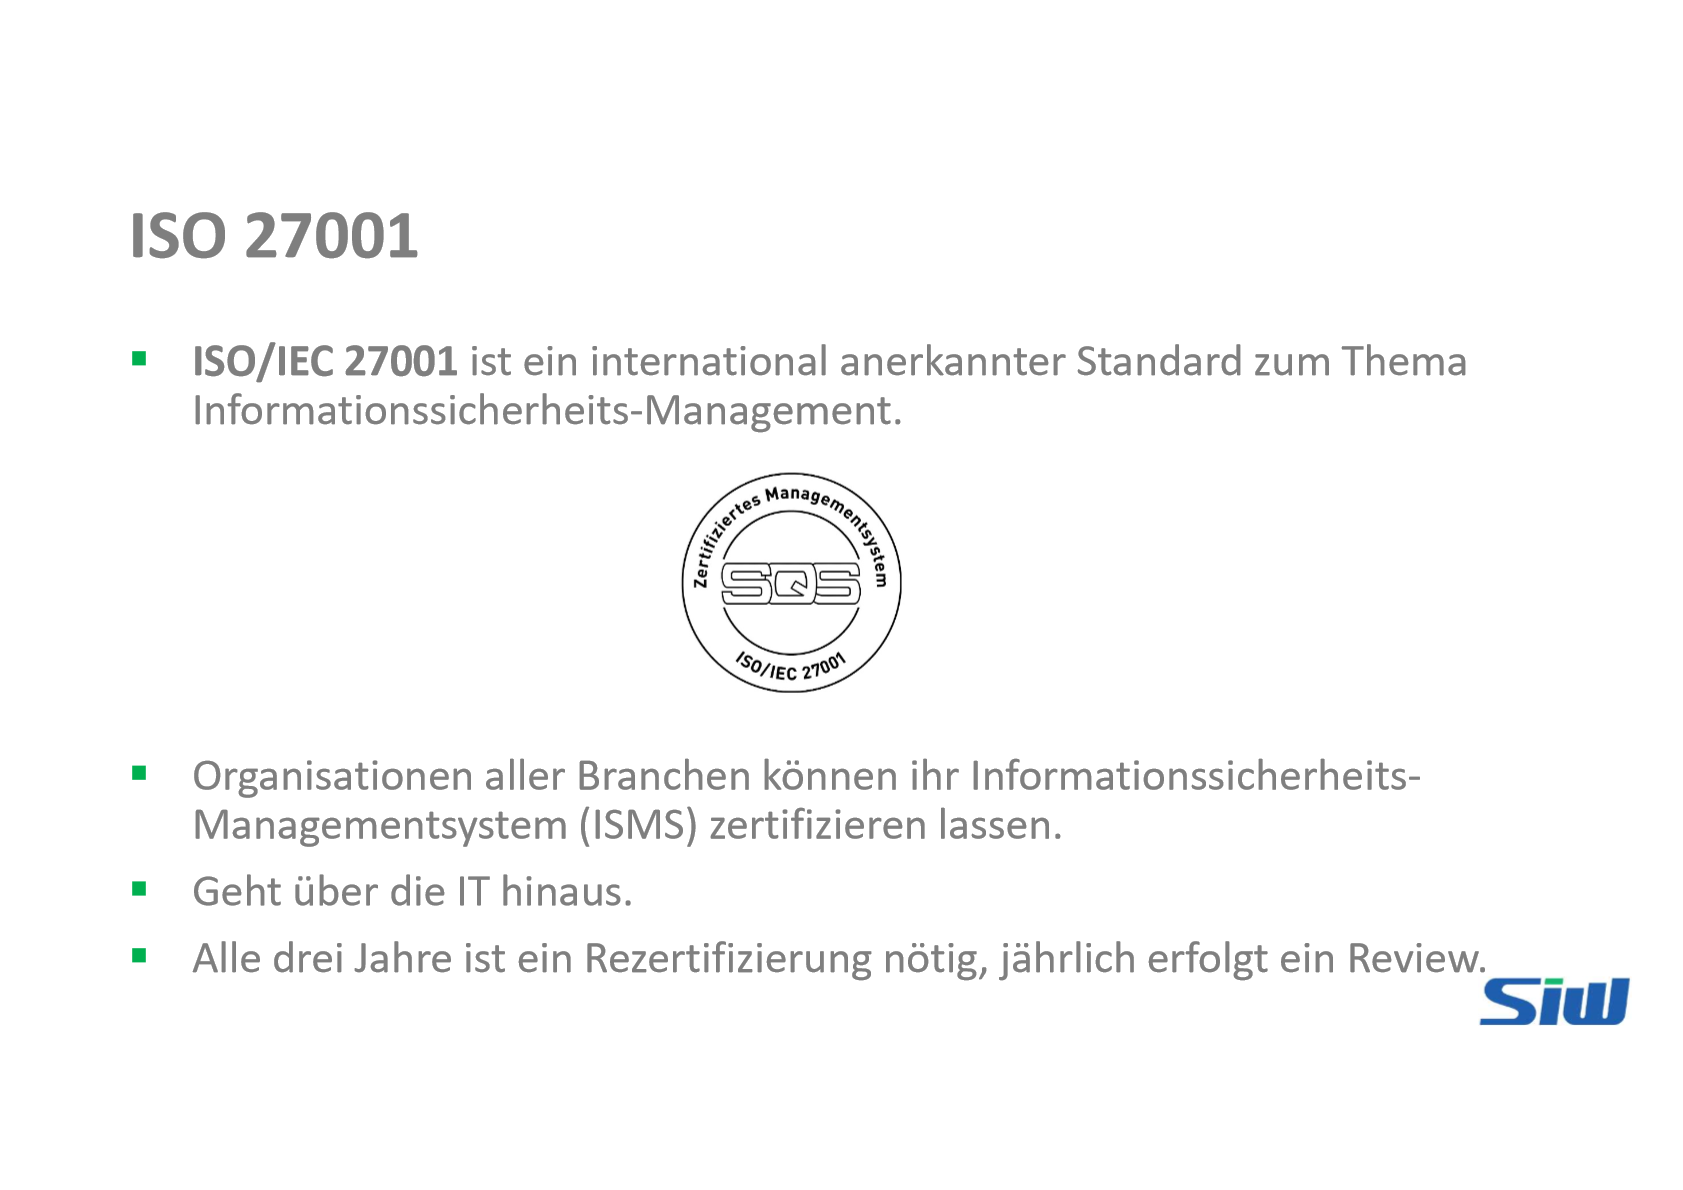 ISO 27001
ISO/IEC 27001 ist ein international anerkannter Standard zum Thema
Informationssicherheits-Management.
Zertifiziertes Managementsystem
SQS
ISO/IEC 27001
Organisationen aller Branchen können ihr Informationssicherheits-
Managementsystem (ISMS) zertifizieren lassen.
Geht über die IT hinaus.
Alle drei Jahre ist ein Rezertifizierung nötig, jährlich erfolgt ein Review.
Siw